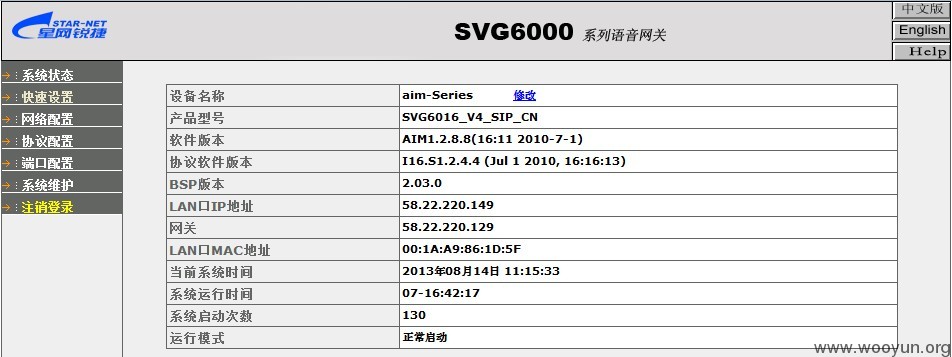 STAR-NET
星网锐捷
SVG6000 系列语音网关
中文版
English
Help
系统状态
快速设置
网络配置
协议配置
端口配置
系统维护
注销登录
设备名称 aim-Series 修改
产品型号 SVG6016_V4_SIP_CN
软件版本 AIM1.2.8.8(16:11 2010-7-1)
协议软件版本 I16.S1.2.4.4 (Jul 1 2010, 16:16:13)
BSP版本 2.03.0
LAN口IP地址 58.22.220.149
网关 58.22.220.129
LAN口MAC地址 00:1A:A9:86:1D:5F
当前系统时间 2013年08月14日 11:15:33
系统运行时间 07-16:42:17
系统启动次数 130
运行模式 正常启动
www.wooyun.org